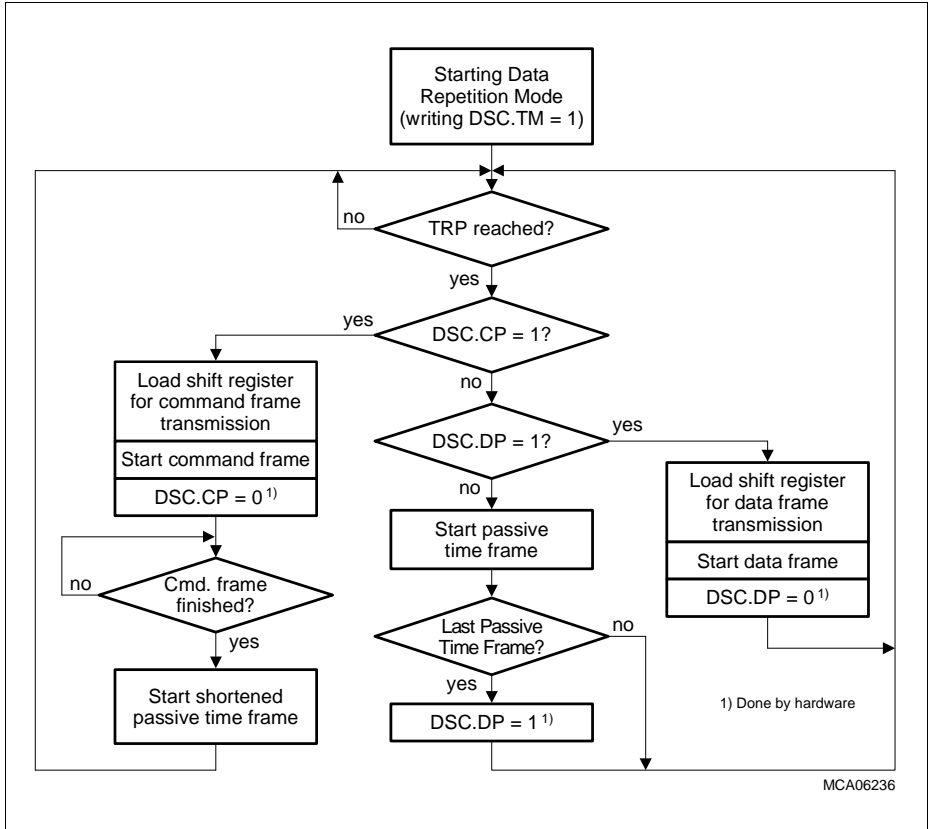 Starting Data
Repetition Mode
(writing DSC.TM = 1)
no
TRP reached?
yes
yes
DSC.CP = 1?
no
Load shift register
for command frame
transmission
Start command frame
DSC.CP = 0 1)
DSC.DP = 1?
yes
no
Load shift register
for data frame
transmission
Start data frame
DSC.DP = 0 1)
Start passive
time frame
no
Cmd. frame
finished?
yes
Last Passive
Time Frame?
no
yes
Start shortened
passive time frame
DSC.DP = 1 1)
1) Done by hardware
MCA06236